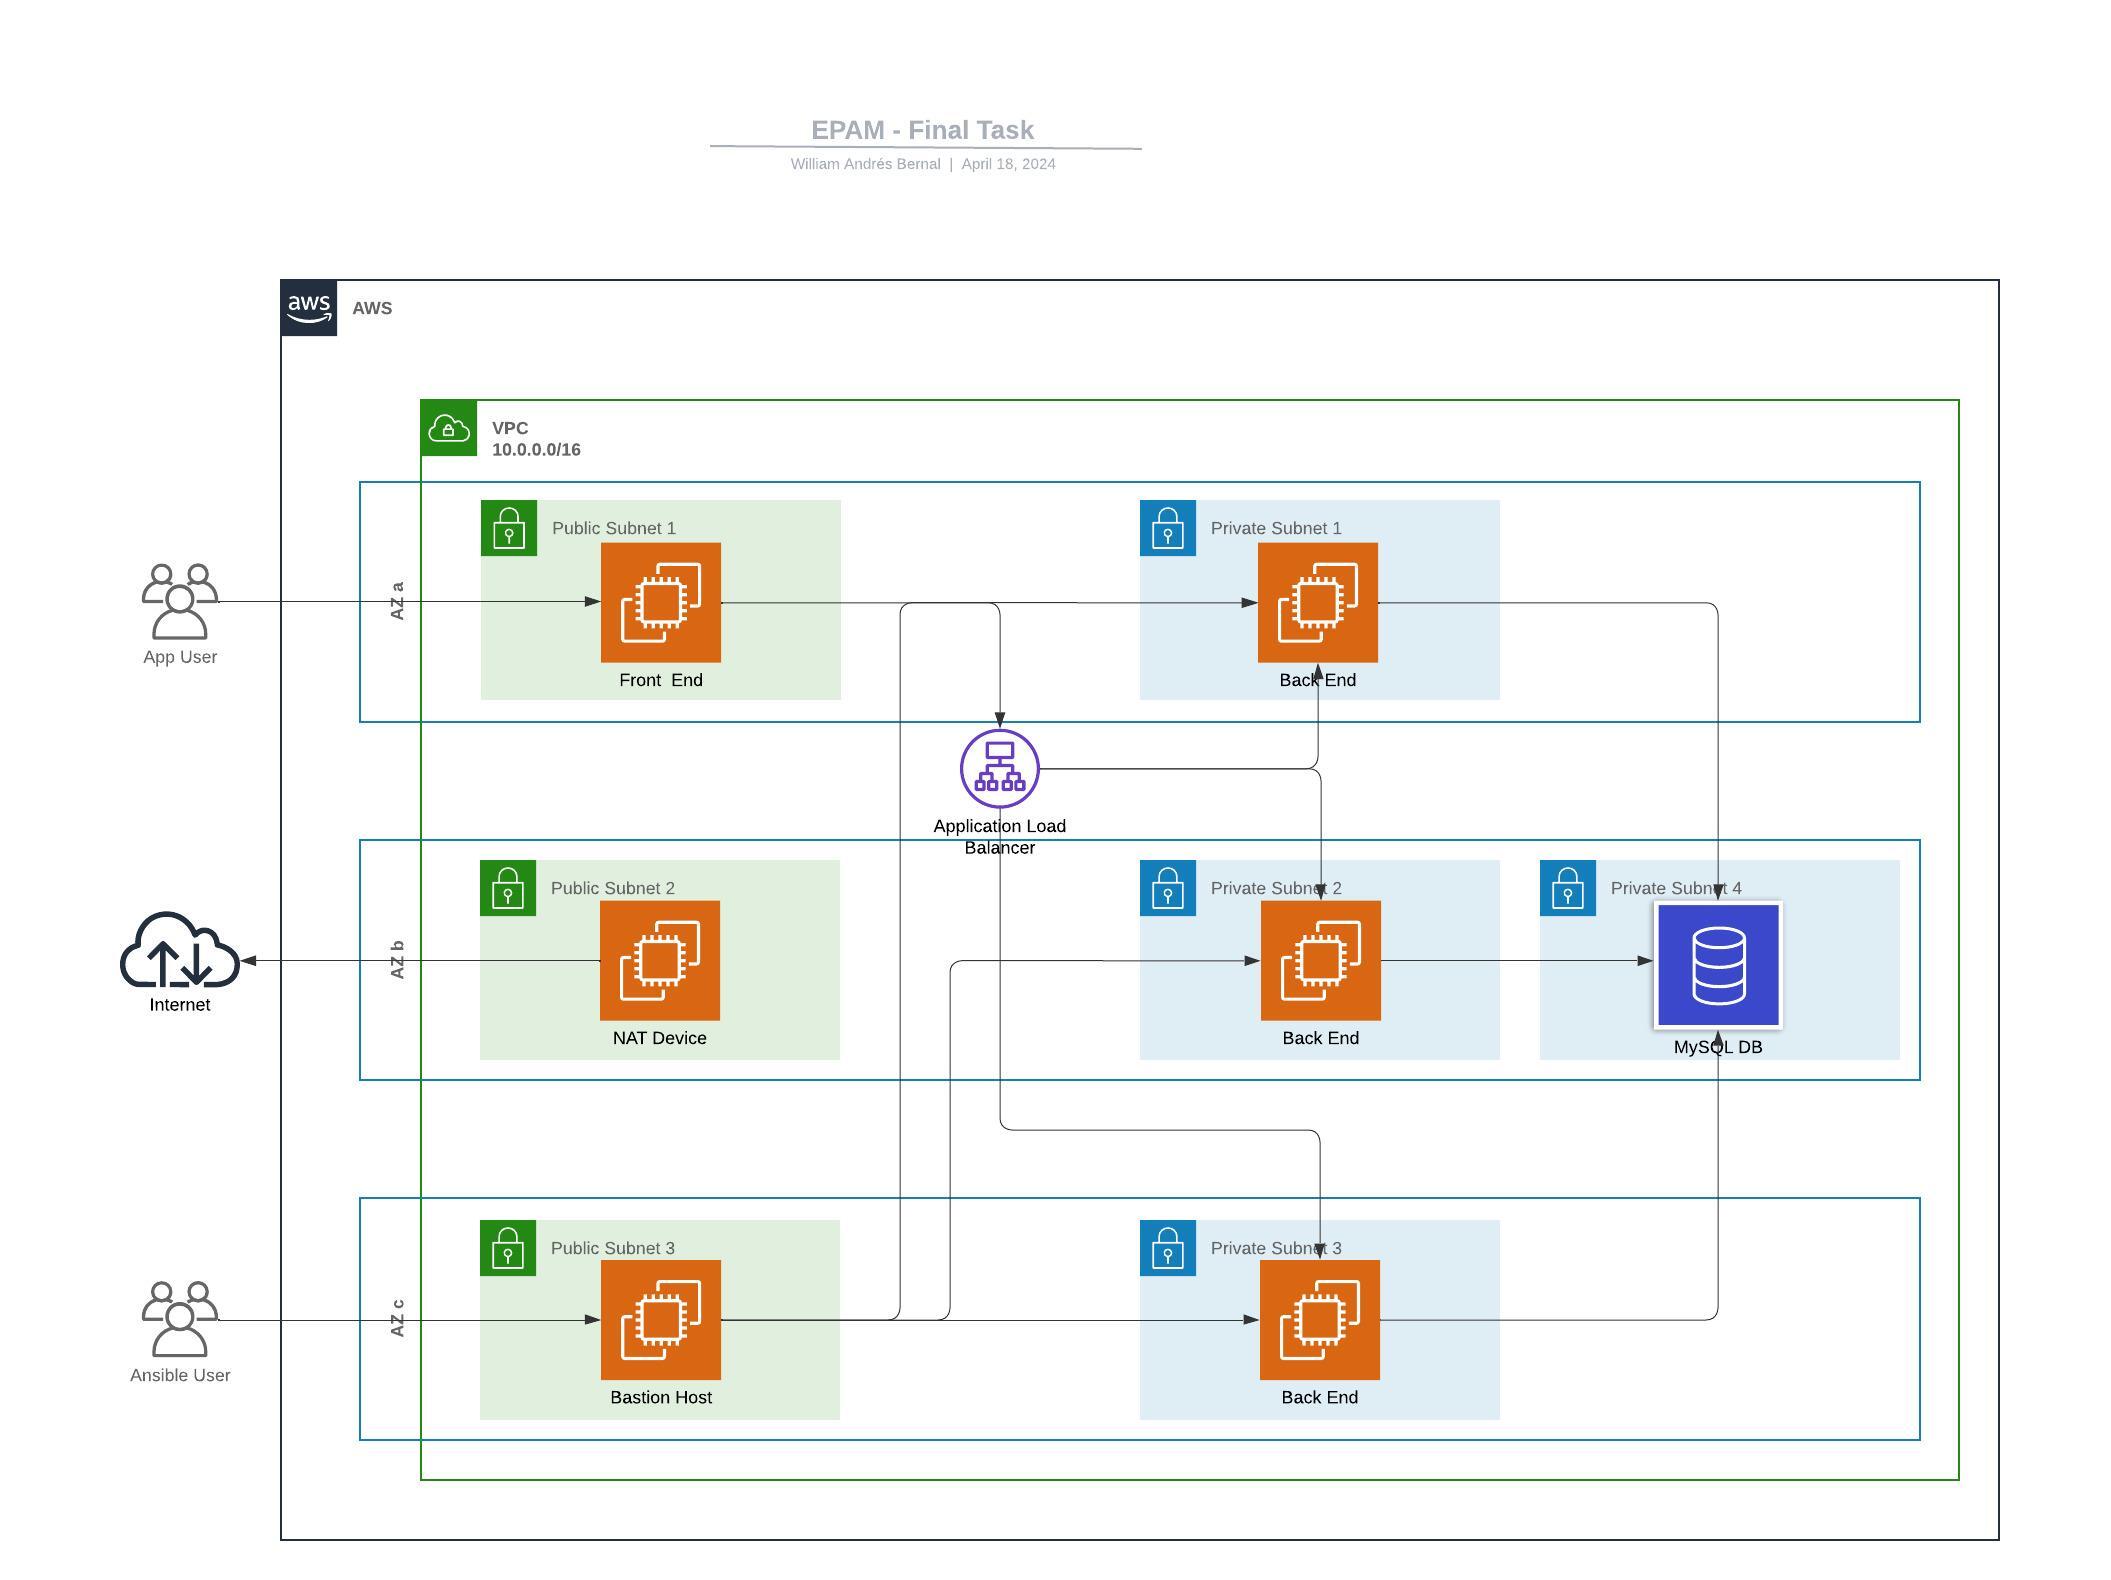 EPAM - Final Task
William Andrés Bernal | April 18, 2024
aws
AWS
VPC
10.0.0.0/16
AZ a
Public Subnet 1
Front End
Private Subnet 1
Back End
App User
Application Load
Balancer
AZ b
Public Subnet 2
NAT Device
Private Subnet 2
Back End
Private Subnet 4
MySQL DB
Internet
AZ c
Public Subnet 3
Bastion Host
Private Subnet 3
Back End
Ansible User